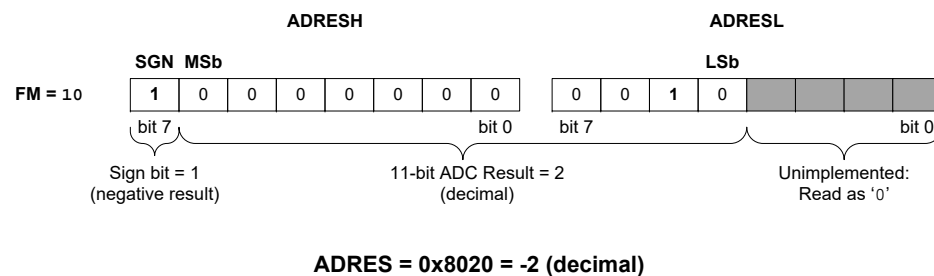 ADRESH ADRESL
SGN MSb LSb
FM = 10 1 0 0 0 0 0 0 0 0 0 1 0
bit 7 bit 0 bit 7 bit 0
Sign bit = 1 11-bit ADC Result = 2 Unimplemented:
(negative result) (decimal) Read as ‘0’
ADRES = 0x8020 = -2 (decimal)